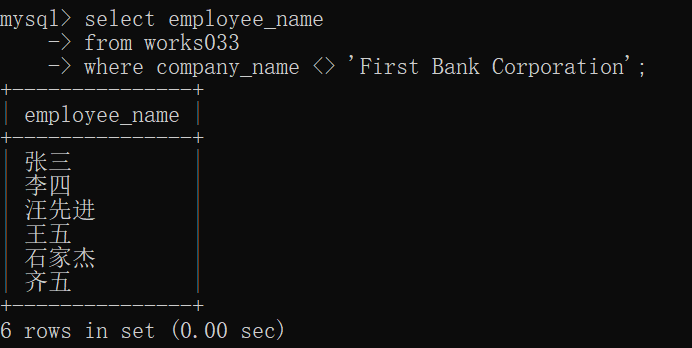 mysql> select employee_name
    -> from works033
    -> where company_name <> 'First Bank Corporation';
+---------------+
| employee_name |
+---------------+
| 张三          |
| 李四          |
| 汪先进        |
| 王五          |
| 石家杰        |
| 齐五          |
+---------------+
6 rows in set (0.00 sec)